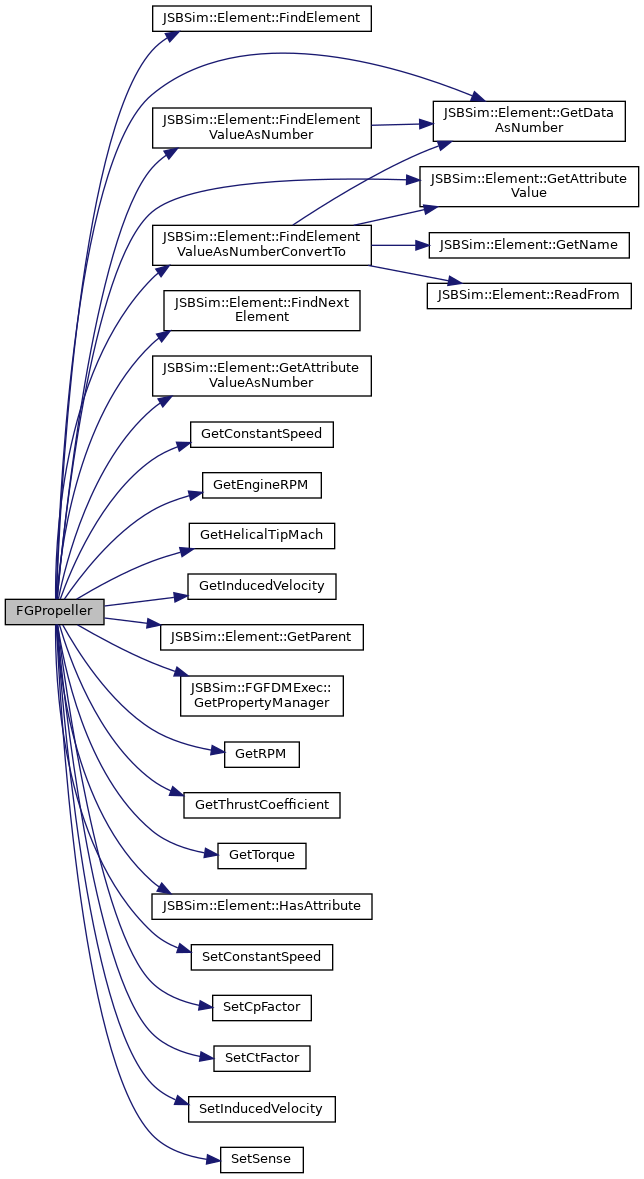 JSBSim::Element::FindElement
JSBSim::Element::GetData
AsNumber
JSBSim::Element::FindElement
ValueAsNumber
JSBSim::Element::GetAttribute
Value
JSBSim::Element::FindElement
ValueAsNumberConvertTo
JSBSim::Element::GetName
JSBSim::Element::ReadFrom
JSBSim::Element::FindNext
Element
JSBSim::Element::GetAttribute
ValueAsNumber
GetConstantSpeed
GetEngineRPM
GetHelicalTipMach
GetInducedVelocity
FGPropeller
JSBSim::Element::GetParent
JSBSim::FGFDMExec::
GetPropertyManager
GetRPM
GetThrustCoefficient
GetTorque
JSBSim::Element::HasAttribute
SetConstantSpeed
SetCpFactor
SetCtFactor
SetInducedVelocity
SetSense